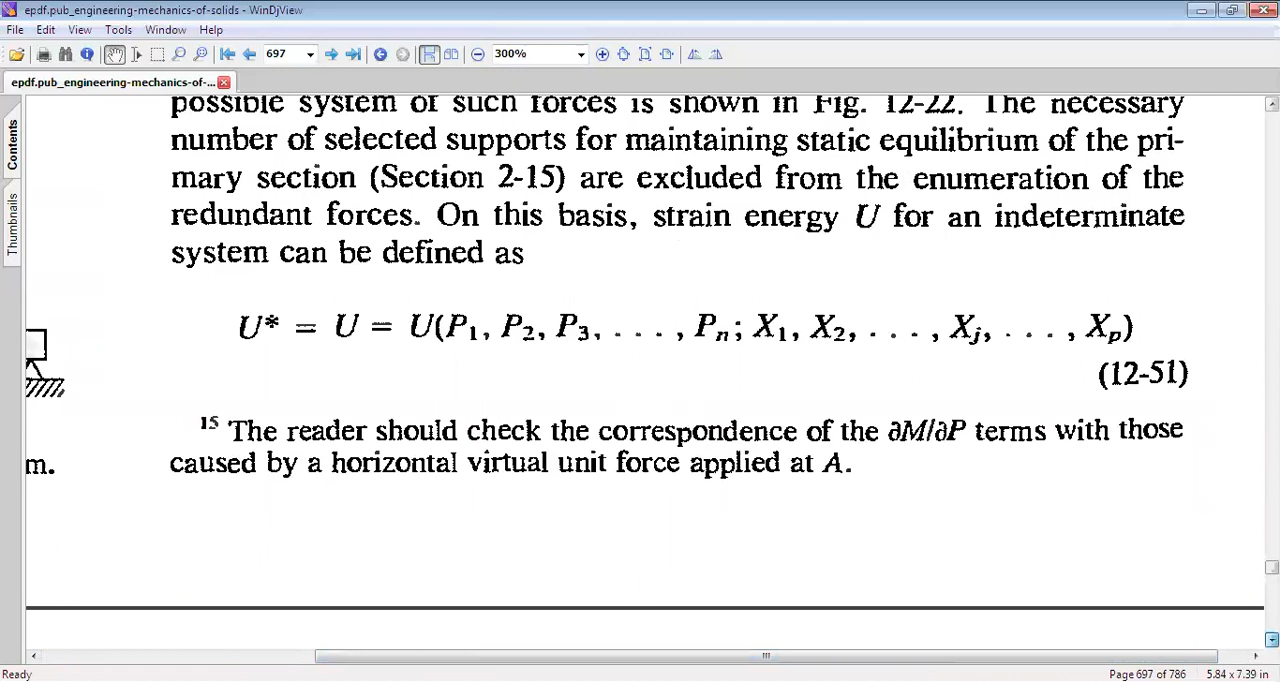 epdf.pub_engineering-mechanics-of-solids - WinDjView
File Edit View Tools Window Help
697 300%
epdf.pub_engineering-mechanics-of-...
Contents
Thumbnails
possible system of such forces is shown in Fig. 12-22. The necessary
number of selected supports for maintaining static equilibrium of the pri-
mary section (Section 2-15) are excluded from the enumeration of the
redundant forces. On this basis, strain energy U for an indeterminate
system can be defined as
U* = U = U(P₁, P₂, P₃, . . . ., Pₙ; X₁, X₂, . . . , Xⱼ, . . . , Xₚ)
(12-51)
¹⁵ The reader should check the correspondence of the ∂M/∂P terms with those
m. caused by a horizontal virtual unit force applied at A.
Ready Page 697 of 786 5.84 x 7.39 in